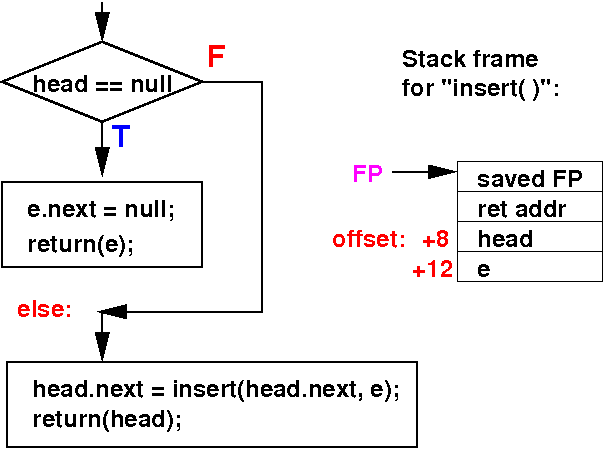 F
head == null
T
e.next = null;
return(e);
else:
head.next = insert(head.next, e);
return(head);
Stack frame
for "insert( )":
FP
saved FP
ret addr
offset: +8 head
+12 e